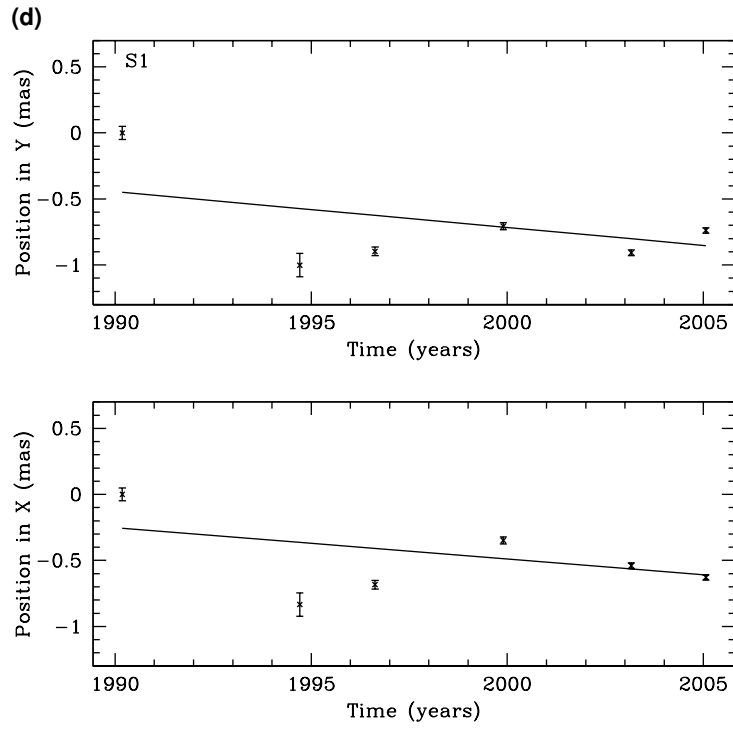 (d)
S1
Position in Y (mas)
0.5
0
−0.5
−1
1990 1995 2000 2005
Time (years)
Position in X (mas)
0.5
0
−0.5
−1
1990 1995 2000 2005
Time (years)